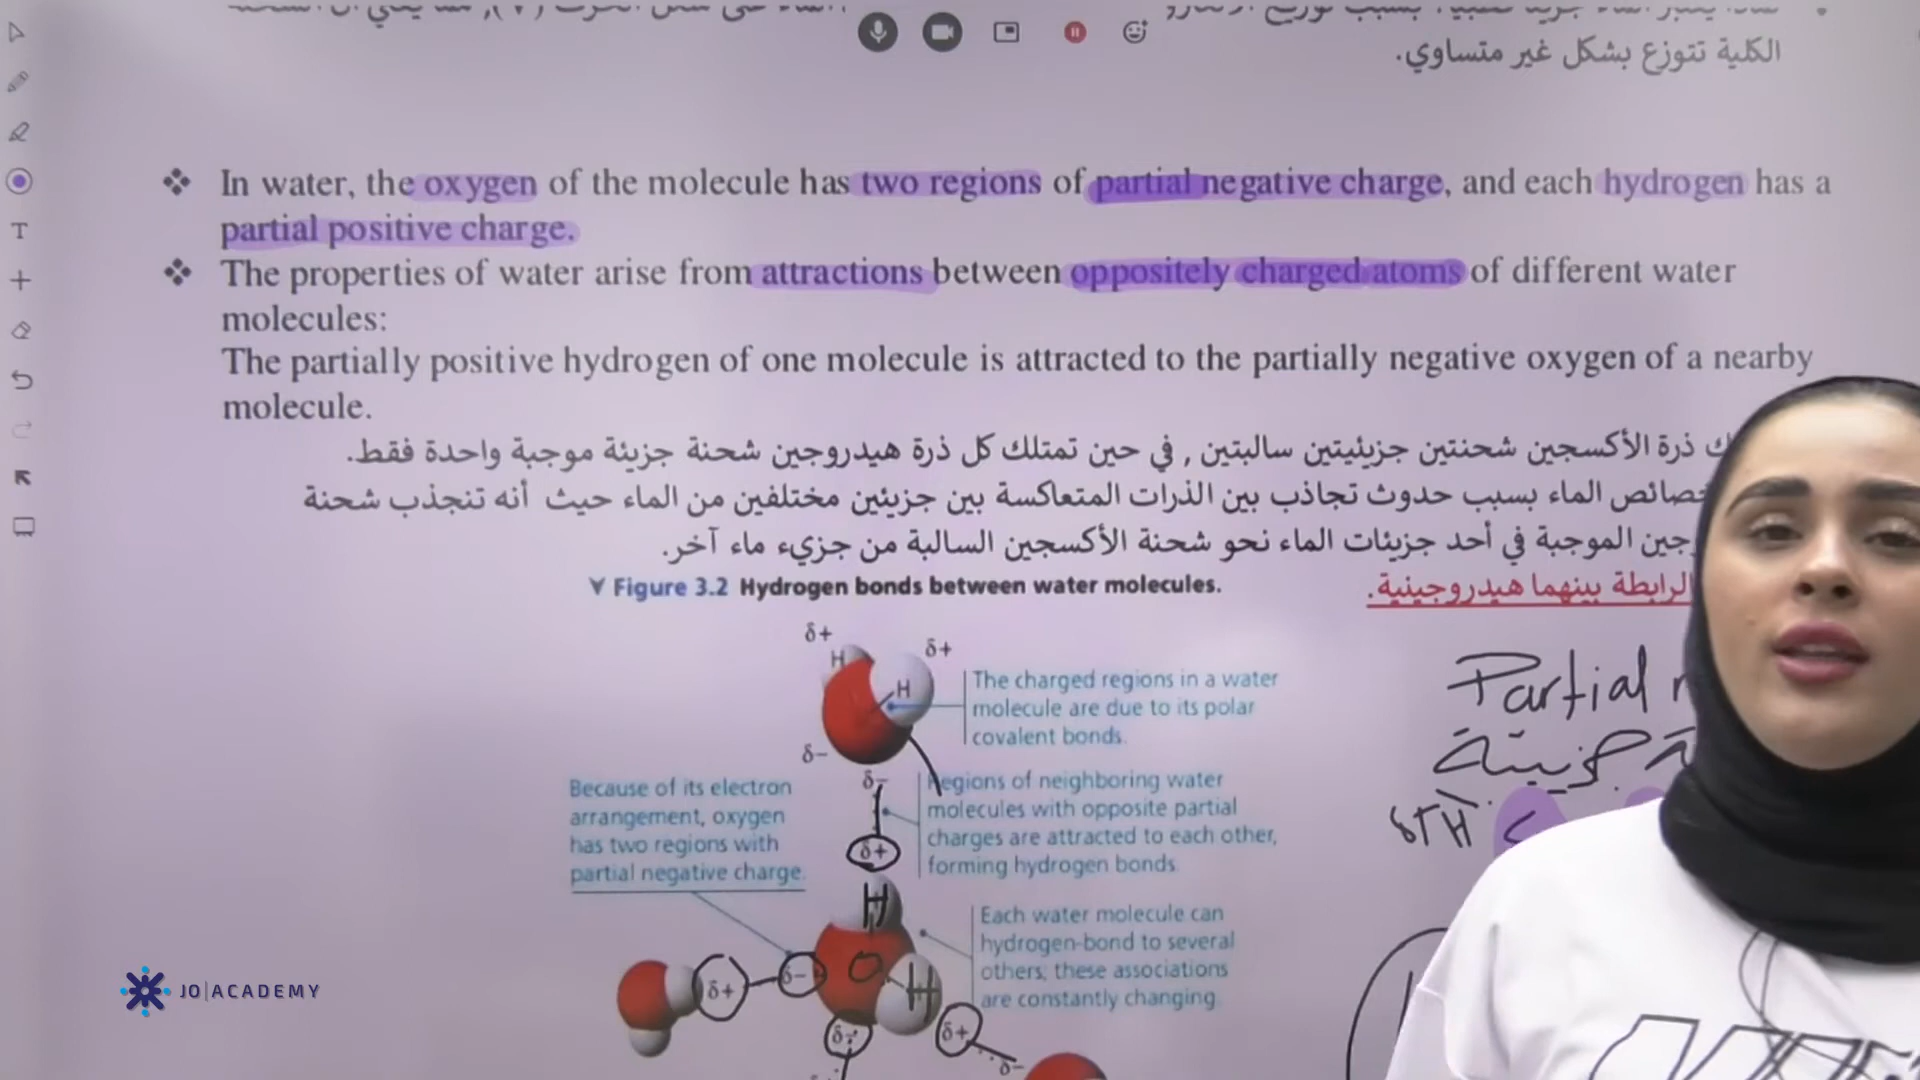 الكلية تتوزع بشكل غير متساوي.
In water, the oxygen of the molecule has two regions of partial negative charge, and each hydrogen has a
partial positive charge.
The properties of water arise from attractions between oppositely charged atoms of different water
molecules:
The partially positive hydrogen of one molecule is attracted to the partially negative oxygen of a nearby
molecule.
ذرة الأكسجين شحنتين جزيئيتين سالبتين , في حين تمتلك كل ذرة هيدروجين شحنة جزيئة موجبة واحدة فقط.
الماء بسبب حدوث تجاذب بين الذرات المتعاكسة بين جزيئين مختلفين من الماء حيث أنه تنجذب شحنة
الموجبة في أحد جزيئات الماء نحو شحنة الأكسجين السالبة من جزيء ماء آخر.
Figure 3.2 Hydrogen bonds between water molecules.
الرابطة بينهما هيدروجينية.
δ+
δ+
H
H
The charged regions in a water
molecule are due to its polar
covalent bonds.
δ−
δ−
Regions of neighboring water
molecules with opposite partial
charges are attracted to each other,
forming hydrogen bonds.
δ+
Because of its electron
arrangement, oxygen
has two regions with
partial negative charge.
Partial
H
Each water molecule can
hydrogen-bond to several
others; these associations
are constantly changing.
δ+
δ−
O
H
δ−
δ+
δ−
JO|ACADEMY
T